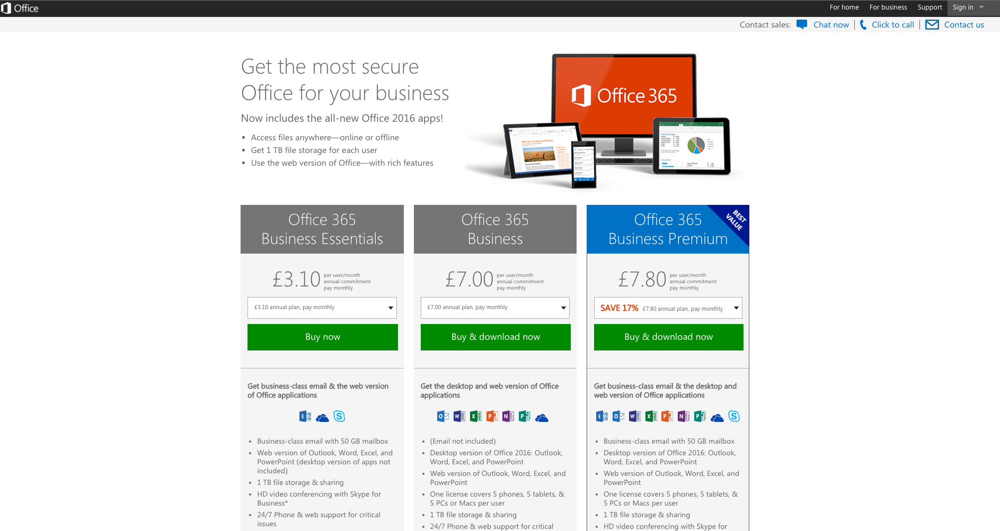 Office
For home
For business
Support
Sign in
Contact sales:
Chat now
Click to call
Contact us
Get the most secure
Office for your business
Now includes the all-new Office 2016 apps!
• Access files anywhere—online or offline
• Get 1 TB file storage for each user
• Use the web version of Office—with rich features
Office 365
Office 365
Business Essentials
£3.10
per user/month
annual commitment
pay monthly
£3.10 annual plan, pay monthly
Buy now
Get business-class email & the web version
of Office applications
• Business-class email with 50 GB mailbox
• Web version of Outlook, Word, Excel, and
PowerPoint (desktop version of apps not
included)
• 1 TB file storage & sharing
• HD video conferencing with Skype for
Business*
• 24/7 Phone & web support for critical
issues
Office 365
Business
£7.00
per user/month
annual commitment
pay monthly
£7.00 annual plan, pay monthly
Buy & download now
Get the desktop and web version of Office
applications
• (Email not included)
• Desktop version of Office 2016: Outlook,
Word, Excel, and PowerPoint
• Web version of Outlook, Word, Excel, and
PowerPoint
• One license covers 5 phones, 5 tablets, &
5 PCs or Macs per user
• 1 TB file storage & sharing
• 24/7 Phone & web support for critical
Office 365
Business Premium
BEST
VALUE
£7.80
per user/month
annual commitment
pay monthly
SAVE 17% £7.80 annual plan, pay monthly
Buy & download now
Get business-class email & the desktop and
web version of Office applications
• Business-class email with 50 GB mailbox
• Desktop version of Office 2016: Outlook,
Word, Excel, and PowerPoint
• Web version of Outlook, Word, Excel, and
PowerPoint
• One license covers 5 phones, 5 tablets, &
5 PCs or Macs per user
• 1 TB file storage & sharing
• HD video conferencing with Skype for